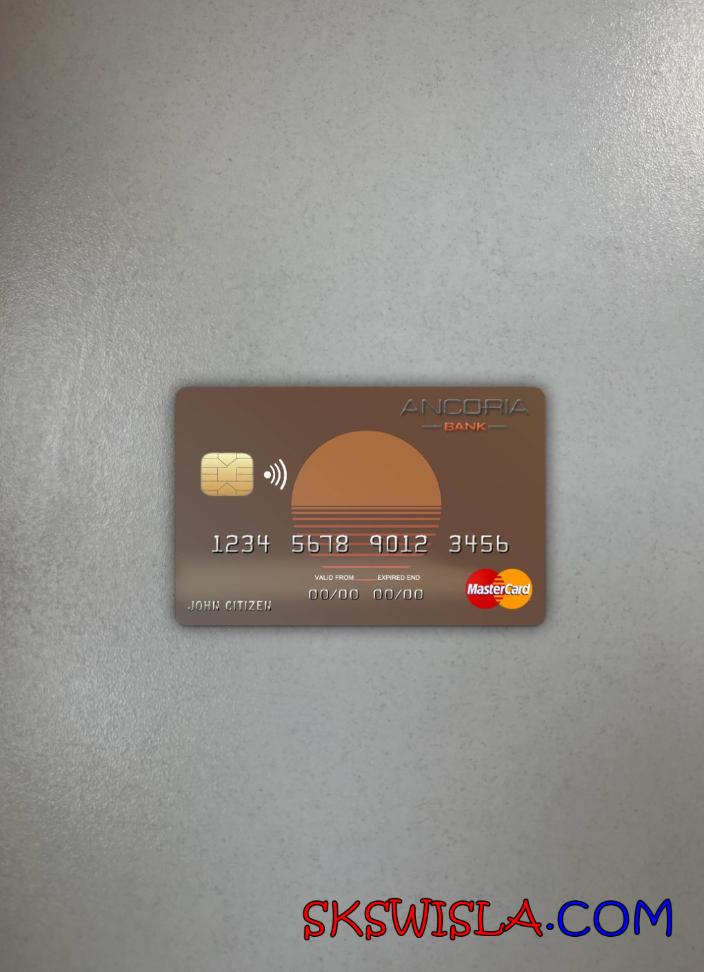 ANCORIA
BANK
1234 5678 9012 3456
VALID FROM EXPIRED END
00/00 00/00
JOHN CITIZEN
MasterCard
SKSWISLA.COM